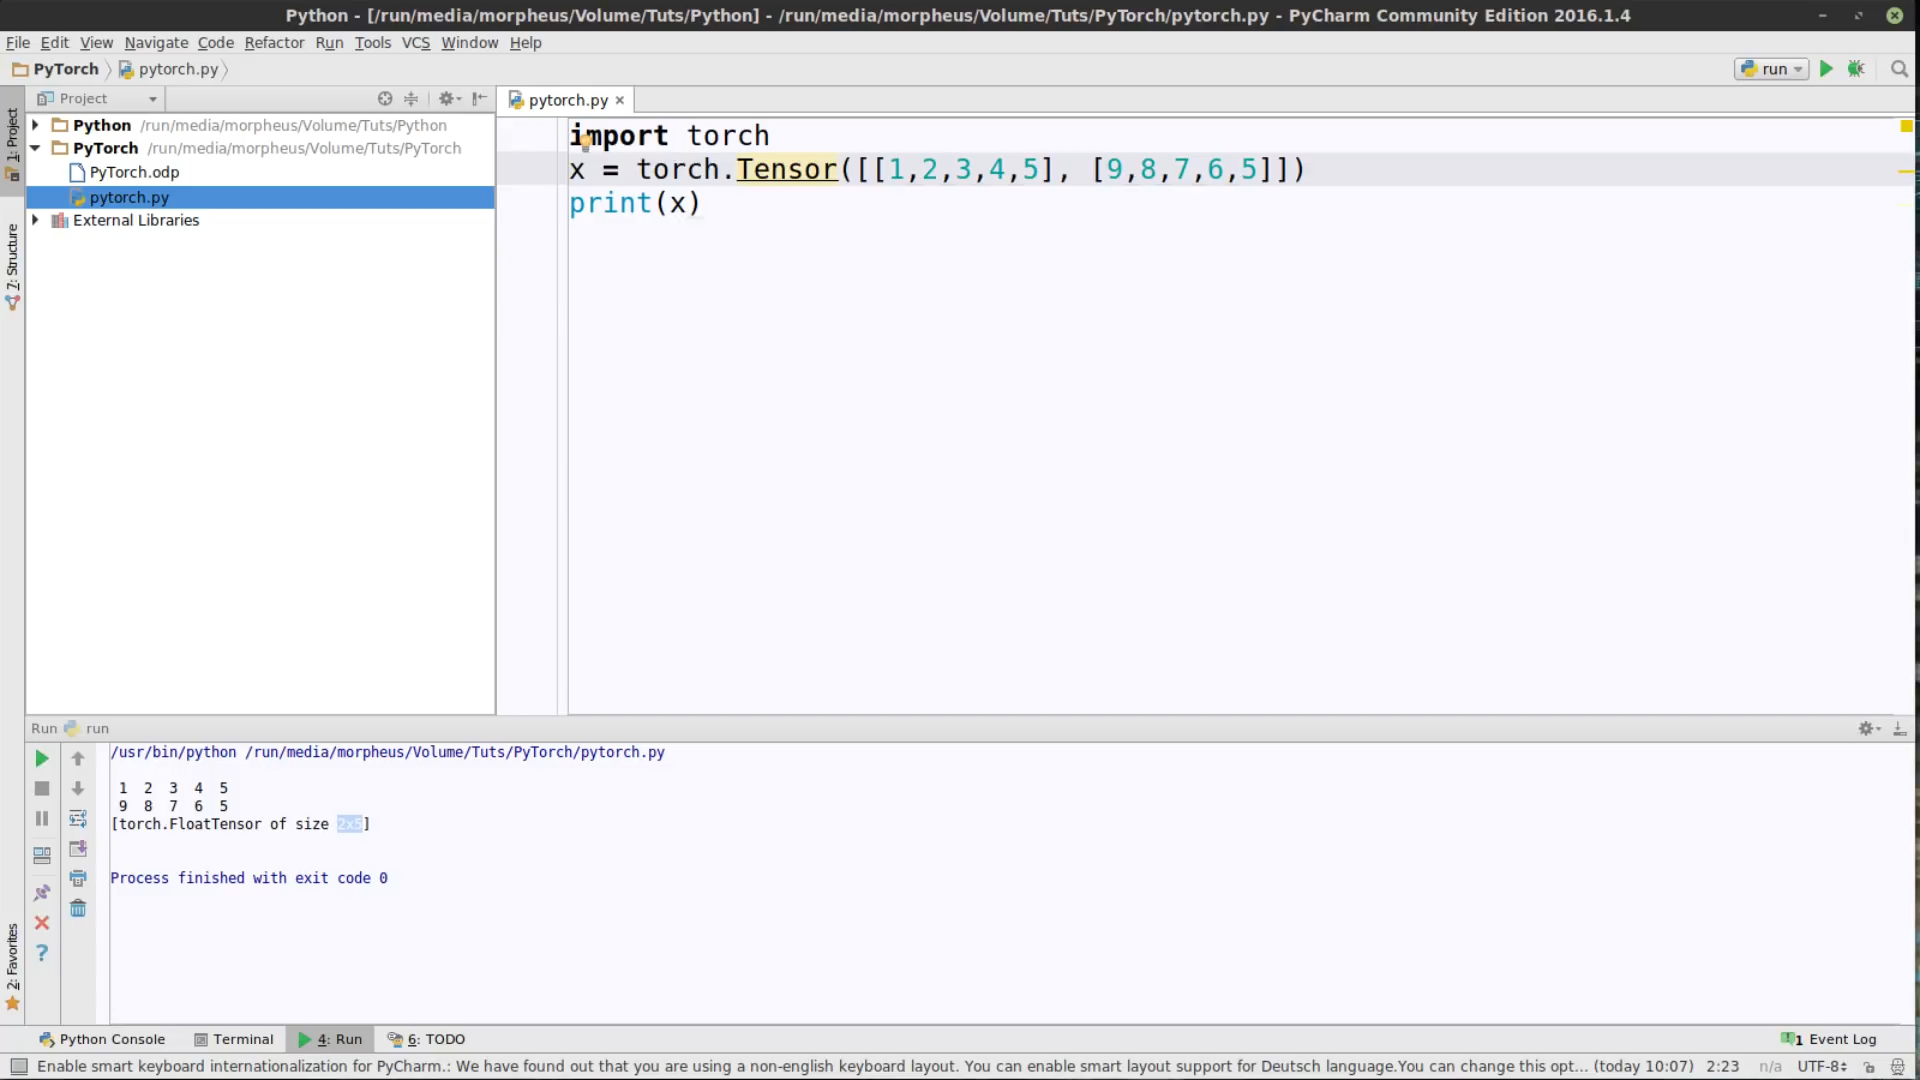 Python - [/run/media/morpheus/Volume/Tuts/Python] - /run/media/morpheus/Volume/Tuts/PyTorch/pytorch.py - PyCharm Community Edition 2016.1.4
File Edit View Navigate Code Refactor Run Tools VCS Window Help
PyTorch pytorch.py run
Project pytorch.py
1: Project
7: Structure
2: Favorites
Python /run/media/morpheus/Volume/Tuts/Python
PyTorch /run/media/morpheus/Volume/Tuts/PyTorch
PyTorch.odp
pytorch.py
External Libraries
import torch
x = torch.Tensor([[1,2,3,4,5], [9,8,7,6,5]])
print(x)
Run run
/usr/bin/python /run/media/morpheus/Volume/Tuts/PyTorch/pytorch.py
1 2 3 4 5
9 8 7 6 5
[torch.FloatTensor of size 2x5]
Process finished with exit code 0
Python Console Terminal 4: Run 6: TODO 1 Event Log
Enable smart keyboard internationalization for PyCharm.: We have found out that you are using a non-english keyboard layout. You can enable smart layout support for Deutsch language.You can change this opt... (today 10:07) 2:23 n/a UTF-8